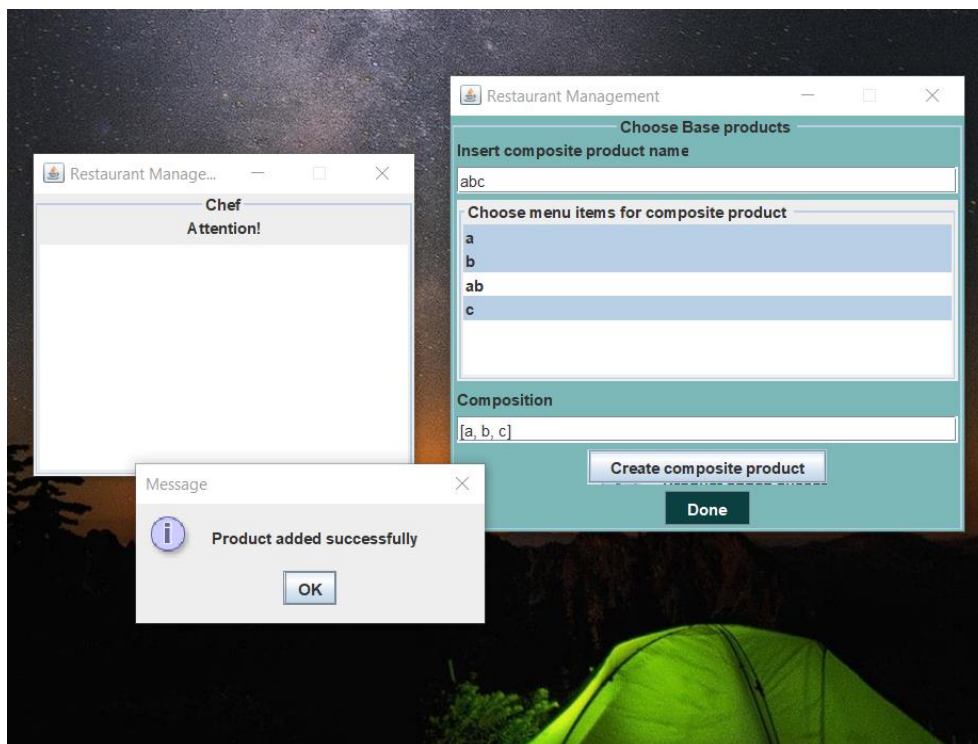 Restaurant Manage...
Chef
Attention!
Restaurant Management
Choose Base products
Insert composite product name
abc
Choose menu items for composite product
a
b
ab
c
Composition
[a, b, c]
Create composite product
Done
Message
Product added successfully
OK